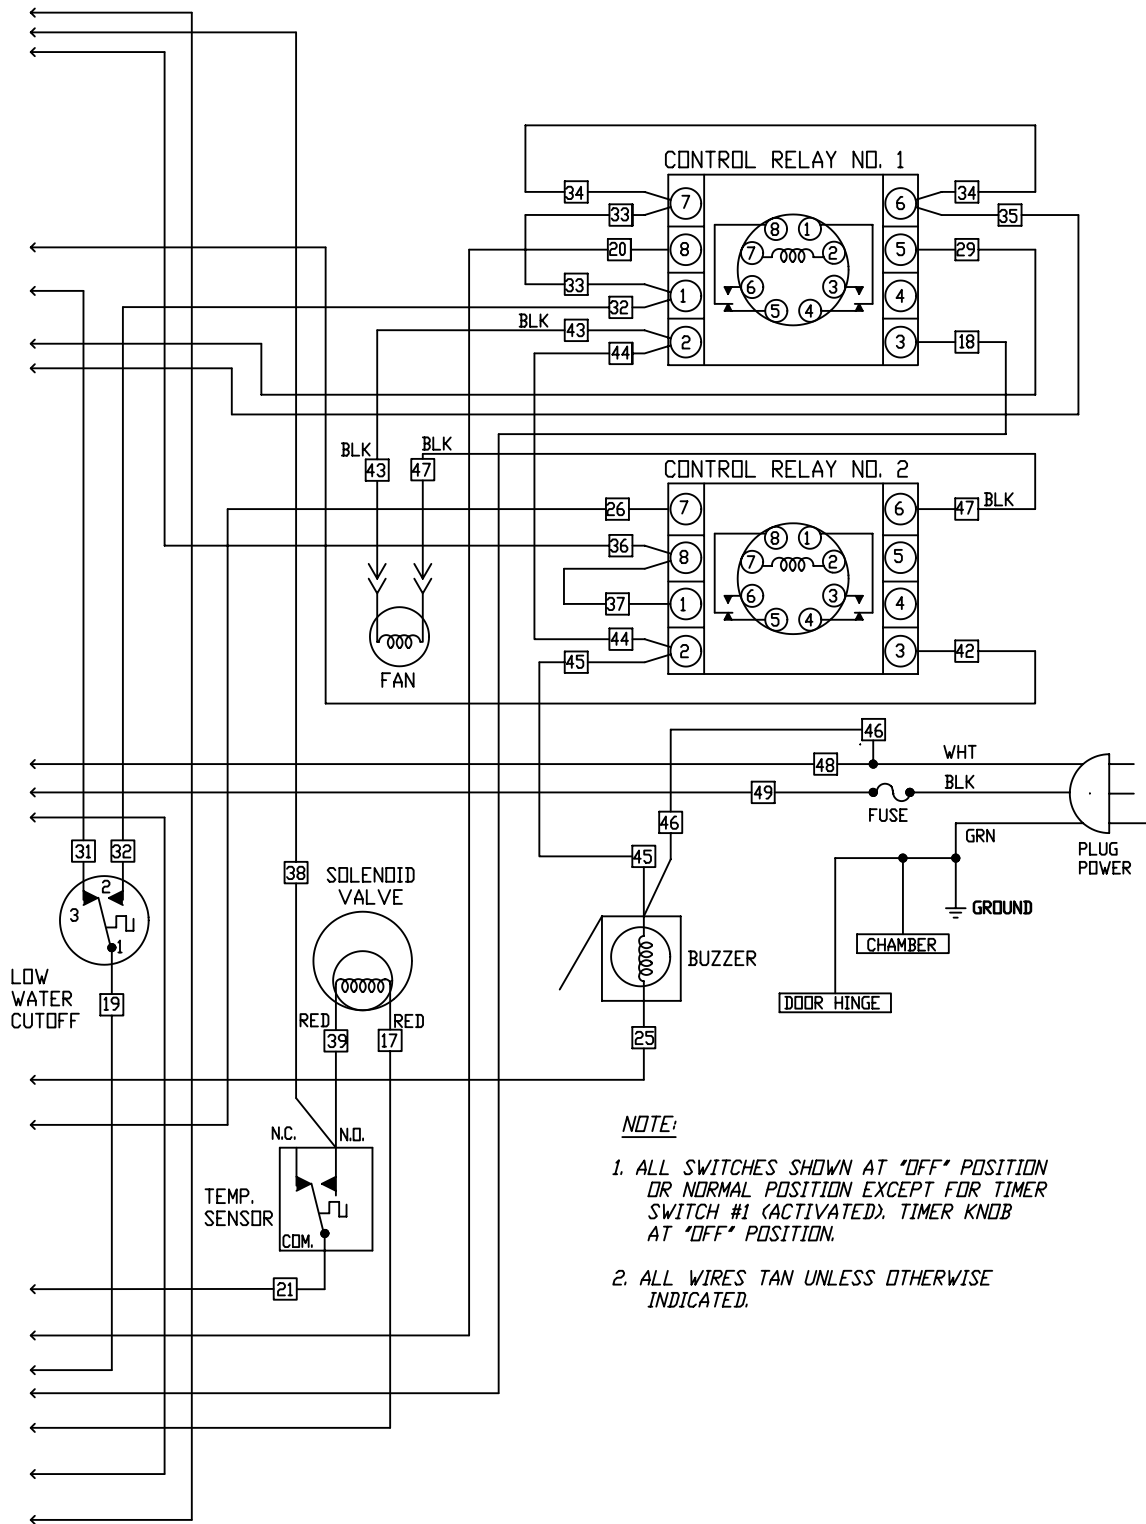 CONTROL RELAY NO. 1
34
7
6
34
33
35
8
1
20
8
7
2
5
29
33
1
6
3
4
32
5
4
BLK
43
2
3
18
44
BLK
BLK
43
47
CONTROL RELAY NO. 2
26
7
6
47
BLK
36
8
1
8
7
2
5
37
1
6
3
4
5
4
44
2
3
42
45
FAN
46
48
WHT
49
BLK
FUSE
46
GRN
PLUG
POWER
31
32
45
38
SOLENOID
VALVE
2
3
1
GROUND
CHAMBER
BUZZER
LOW
WATER
CUTOFF
19
DOOR HINGE
RED
RED
39
17
25
N.C.
N.O.
TEMP.
SENSOR
COM.
21
NOTE:
1. ALL SWITCHES SHOWN AT "OFF" POSITION
OR NORMAL POSITION EXCEPT FOR TIMER
SWITCH #1 (ACTIVATED). TIMER KNOB
AT "OFF" POSITION.
2. ALL WIRES TAN UNLESS OTHERWISE
INDICATED.